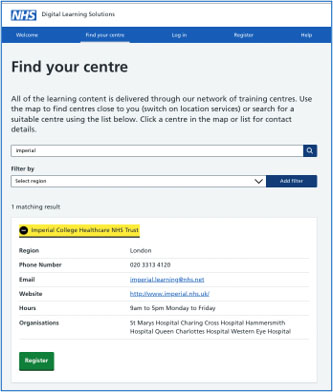 NHS Digital Learning Solutions
Welcome Find your centre Log in Register Help
Find your centre
All of the learning content is delivered through our network of training centres. Use
the map to find centres close to you (switch on location services) or search for a
suitable centre using the list below. Click a centre in the map or list for contact
details.
imperial
Filter by
Select region Add filter
1 matching result
Imperial College Healthcare NHS Trust
Region London
Phone Number 020 3313 4120
Email imperial.learning@nhs.net
Website http://www.imperial.nhs.uk/
Hours 9am to 5pm Monday to Friday
Organisations St Marys Hospital Charing Cross Hospital Hammersmith
Hospital Queen Charlottes Hospital Western Eye Hospital
Register